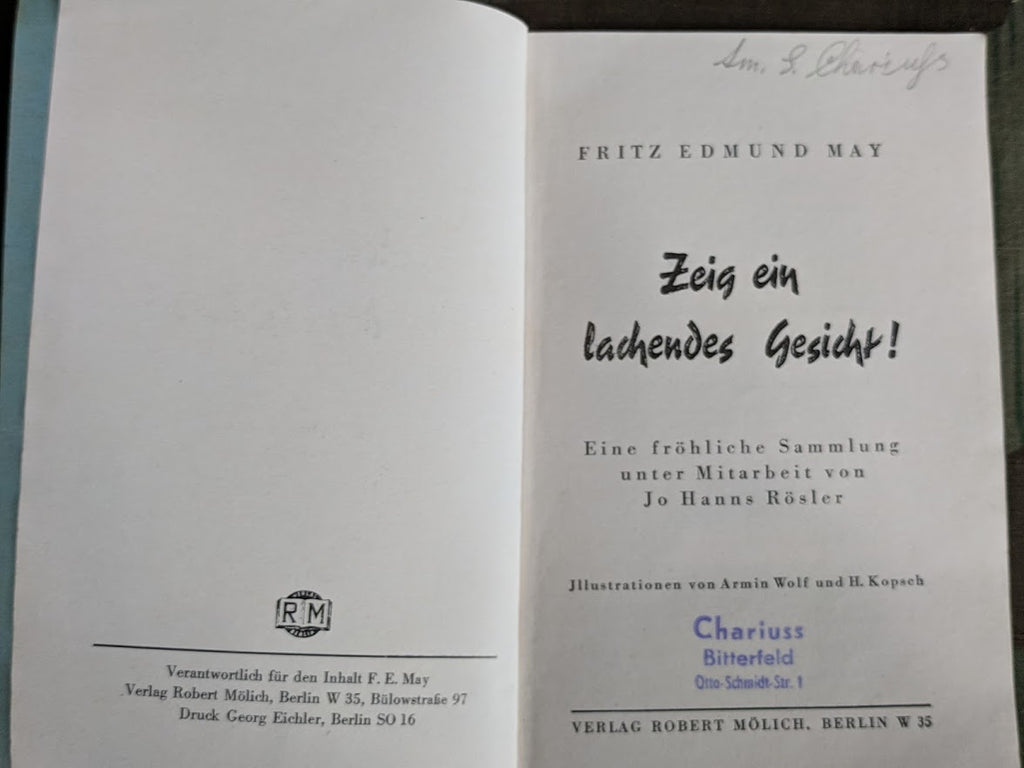 R M
Verantwortlich für den Inhalt F. E. May
Verlag Robert Mölich, Berlin W 35, Bülowstraße 97
Druck Georg Eichler, Berlin SO 16
Chariuss
FRITZ EDMUND MAY
Zeig ein
lachendes Gesicht!
Eine fröhliche Sammlung
unter Mitarbeit von
Jo Hanns Rösler
Jllustrationen von Armin Wolf und H. Kopsch
Chariuss
Bitterfeld
Otto-Schmidt-Str. 1
VERLAG ROBERT MÖLICH, BERLIN W 35